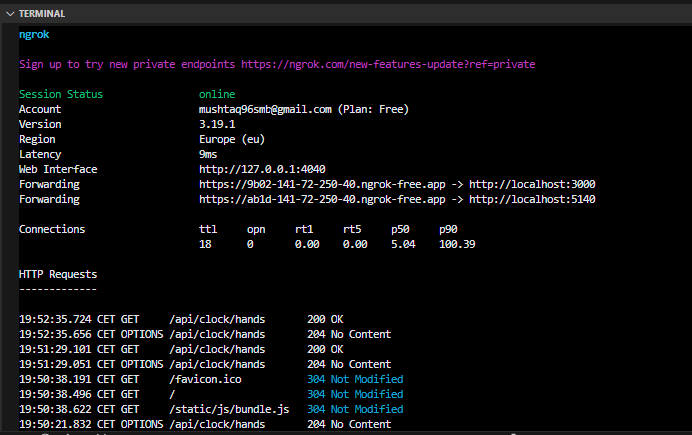 TERMINAL
ngrok
Sign up to try new private endpoints https://ngrok.com/new-features-update?ref=private
Session Status online
Account mushtaq96smb@gmail.com (Plan: Free)
Version 3.19.1
Region Europe (eu)
Latency 9ms
Web Interface http://127.0.0.1:4040
Forwarding https://9b02-141-72-250-40.ngrok-free.app -> http://localhost:3000
Forwarding https://ab1d-141-72-250-40.ngrok-free.app -> http://localhost:5140
Connections ttl opn rt1 rt5 p50 p90
18 0 0.00 0.00 5.04 100.39
HTTP Requests
-------------
19:52:35.724 CET GET /api/clock/hands 200 OK
19:52:35.656 CET OPTIONS /api/clock/hands 204 No Content
19:51:29.101 CET GET /api/clock/hands 200 OK
19:51:29.051 CET OPTIONS /api/clock/hands 204 No Content
19:50:38.191 CET GET /favicon.ico 304 Not Modified
19:50:38.496 CET GET / 304 Not Modified
19:50:38.622 CET GET /static/js/bundle.js 304 Not Modified
19:50:21.832 CET OPTIONS /api/clock/hands 204 No Content